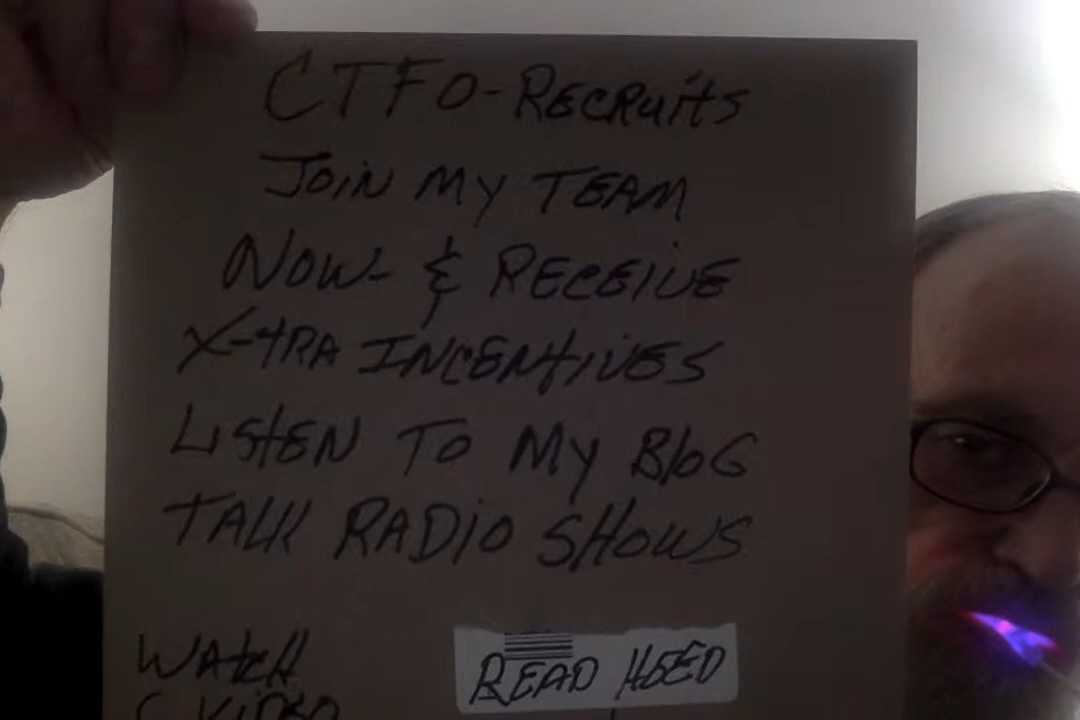 CTFO-RECRUitS
JOiN MY TEAM
NOW- & RECEIVE
X-tRA INCENtiVES
LiStEN TO MY BloG
TALK RADiO SHOWS
WAtcH
READ HEED